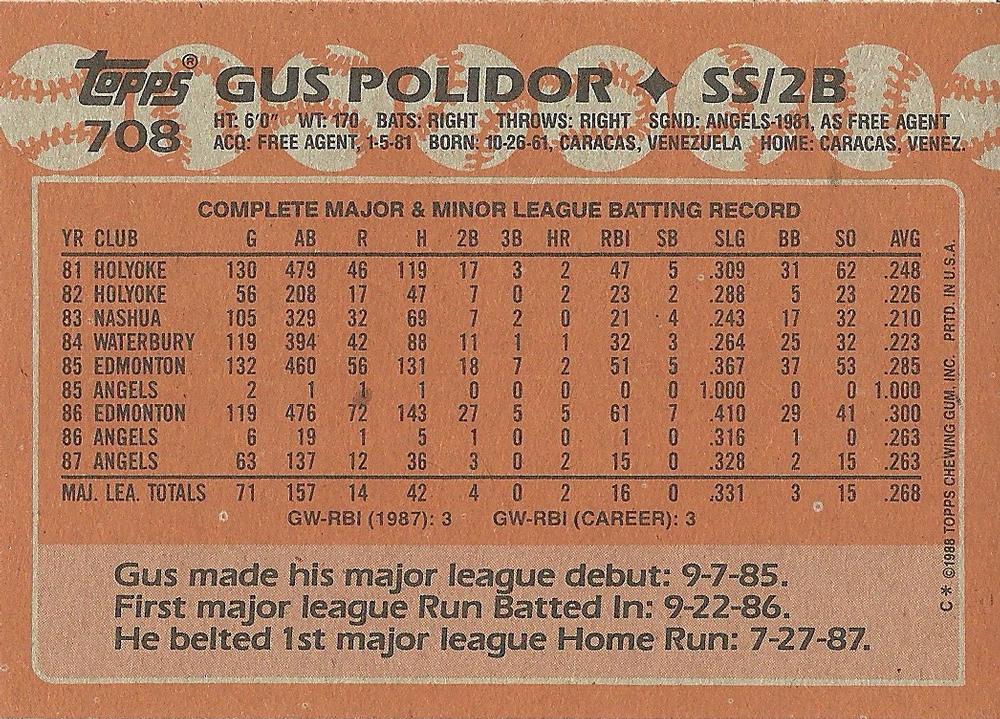 Topps® GUS POLIDOR ✦ SS/2B
708 HT: 6'0" WT: 170 BATS: RIGHT THROWS: RIGHT SGND: ANGELS-1981, AS FREE AGENT
ACQ: FREE AGENT, 1-5-81 BORN: 10-26-61, CARACAS, VENEZUELA HOME: CARACAS, VENEZ.
COMPLETE MAJOR & MINOR LEAGUE BATTING RECORD
YR CLUB G AB R H 2B 3B HR RBI SB SLG BB SO AVG
81 HOLYOKE 130 479 46 119 17 3 2 47 5 .309 31 62 .248
82 HOLYOKE 56 208 17 47 7 0 2 23 2 .288 5 23 .226
83 NASHUA 105 329 32 69 7 2 0 21 4 .243 17 32 .210
84 WATERBURY 119 394 42 88 11 1 1 32 3 .264 25 32 .223
85 EDMONTON 132 460 56 131 18 7 2 51 5 .367 37 53 .285
85 ANGELS 2 1 1 1 0 0 0 0 0 1.000 0 0 1.000
86 EDMONTON 119 476 72 143 27 5 5 61 7 .410 29 41 .300
86 ANGELS 6 19 1 5 1 0 0 1 0 .316 1 0 .263
87 ANGELS 63 137 12 36 3 0 2 15 0 .328 2 15 .263
MAJ. LEA. TOTALS 71 157 14 42 4 0 2 16 0 .331 3 15 .268
GW-RBI (1987): 3 GW-RBI (CAREER): 3
Gus made his major league debut: 9-7-85.
First major league Run Batted In: 9-22-86.
He belted 1st major league Home Run: 7-27-87.
C* ©1988 TOPPS CHEWING GUM, INC. PRTD. IN U.S.A.